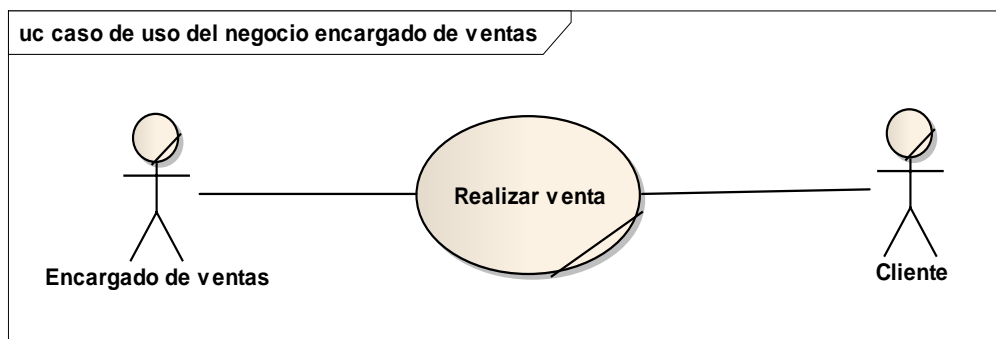 uc caso de uso del negocio encargado de ventas
Realizar venta
Encargado de ventas
Cliente